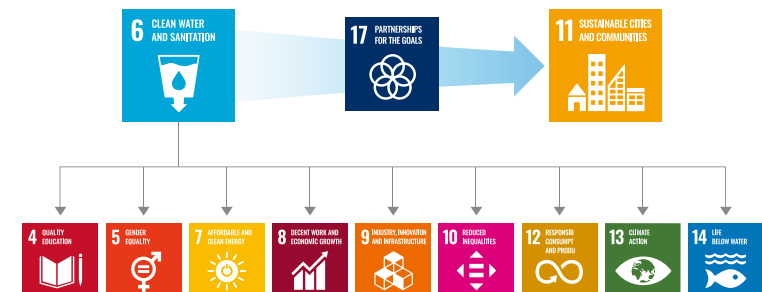 6 CLEAN WATER
AND SANITATION
17 PARTNERSHIPS
FOR THE GOALS
11 SUSTAINABLE CITIES
AND COMMUNITIES
4 QUALITY
EDUCATION
5 GENDER
EQUALITY
7 AFFORDABLE AND
CLEAN ENERGY
8 DECENT WORK AND
ECONOMIC GROWTH
9 INDUSTRY, INNOVATION
AND INFRASTRUCTURE
10 REDUCED
INEQUALITIES
12 RESPONSIB
CONSUMPT
AND PRODU
13 CLIMATE
ACTION
14 LIFE
BELOW WATER